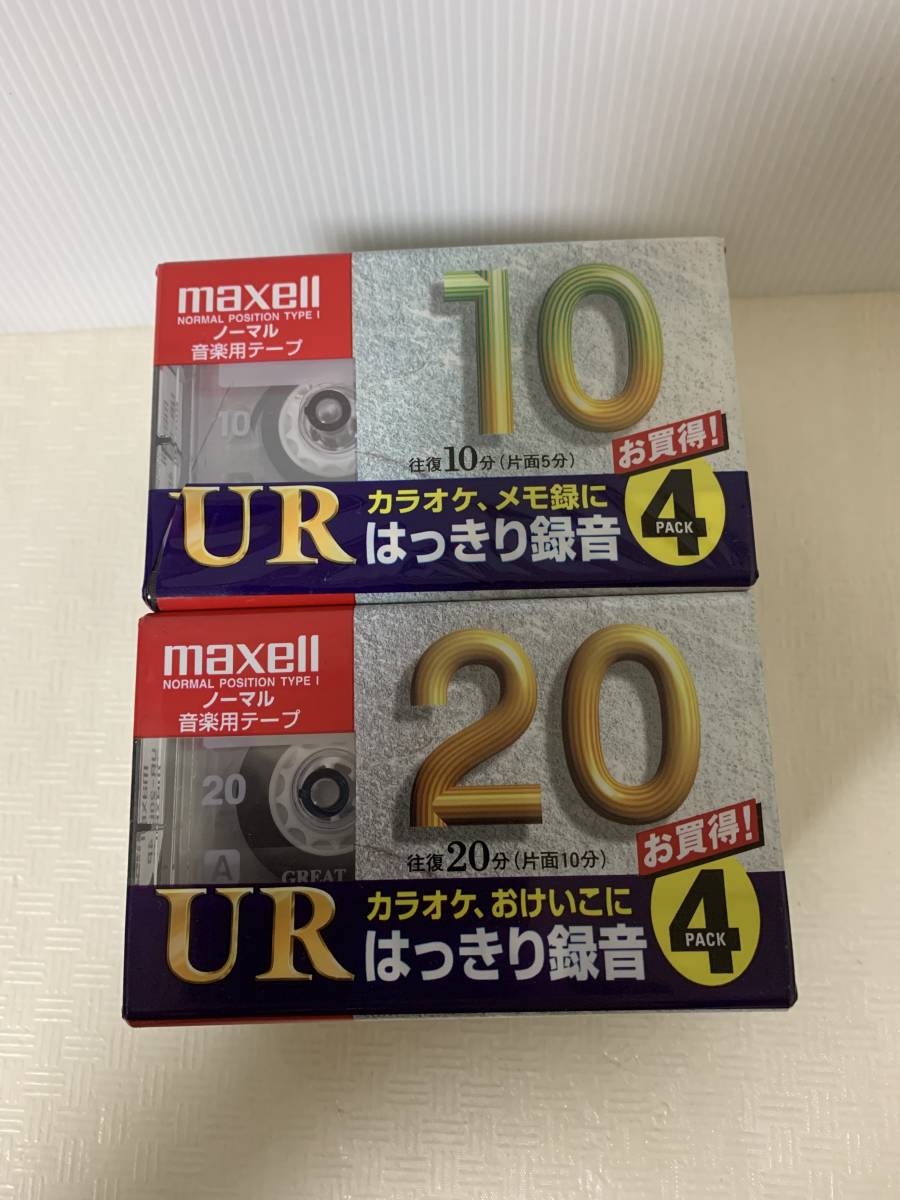 maxell
NORMAL POSITION TYPE I
ノーマル
音楽用テープ
10
10
往復10分(片面5分)
お買得!
UR
カラオケ、メモ録に
はっきり録音
4
PACK
maxell
NORMAL POSITION TYPE I
ノーマル
音楽用テープ
20
20
A
GREAT
往復20分(片面10分)
お買得!
UR
カラオケ、おけいこに
はっきり録音
4
PACK